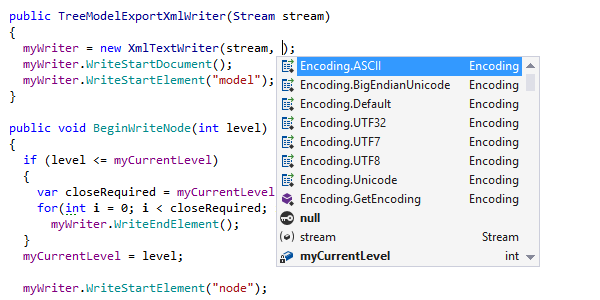 public TreeModelExportXmlWriter(Stream stream)
{
myWriter = new XmlTextWriter(stream, );
myWriter.WriteStartDocument();
myWriter.WriteStartElement("model");
}
public void BeginWriteNode(int level)
{
if (level <= myCurrentLevel)
{
var closeRequired = myCurrentLevel
for(int i = 0; i < closeRequired;
myWriter.WriteEndElement();
}
myCurrentLevel = level;
myWriter.WriteStartElement("node");
Encoding.ASCII Encoding
Encoding.BigEndianUnicode Encoding
Encoding.Default Encoding
Encoding.UTF32 Encoding
Encoding.UTF7 Encoding
Encoding.UTF8 Encoding
Encoding.Unicode Encoding
Encoding.GetEncoding Encoding
null
stream Stream
myCurrentLevel int